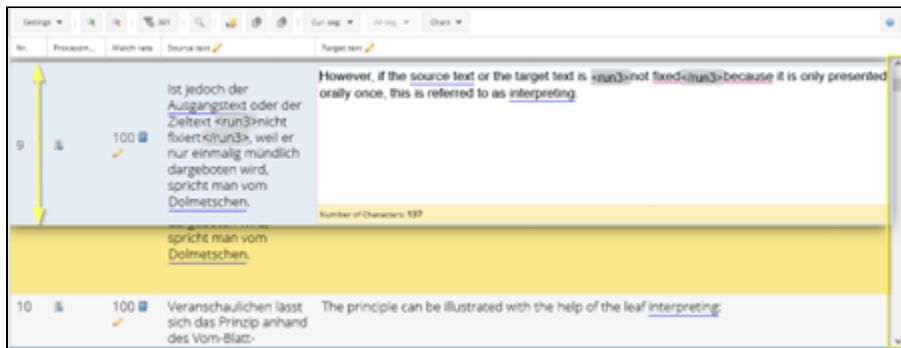 Settings 301 Cur. seg. All seg. Chars
Nr. Processin... Match rate Source text Target text
9 100
Ist jedoch der
Ausgangstext oder der
Zieltext <run3>nicht
fixiert</run3>, weil er
nur einmalig mündlich
dargeboten wird,
spricht man vom
Dolmetschen.
However, if the source text or the target text is <run3>not fixed</run3>because it is only presented
orally once, this is referred to as interpreting.
Number of Characters: 137
dargeboten wird,
spricht man vom
Dolmetschen.
10 100
Veranschaulichen lässt
sich das Prinzip anhand
des Vom-Blatt-
The principle can be illustrated with the help of the leaf interpreting: